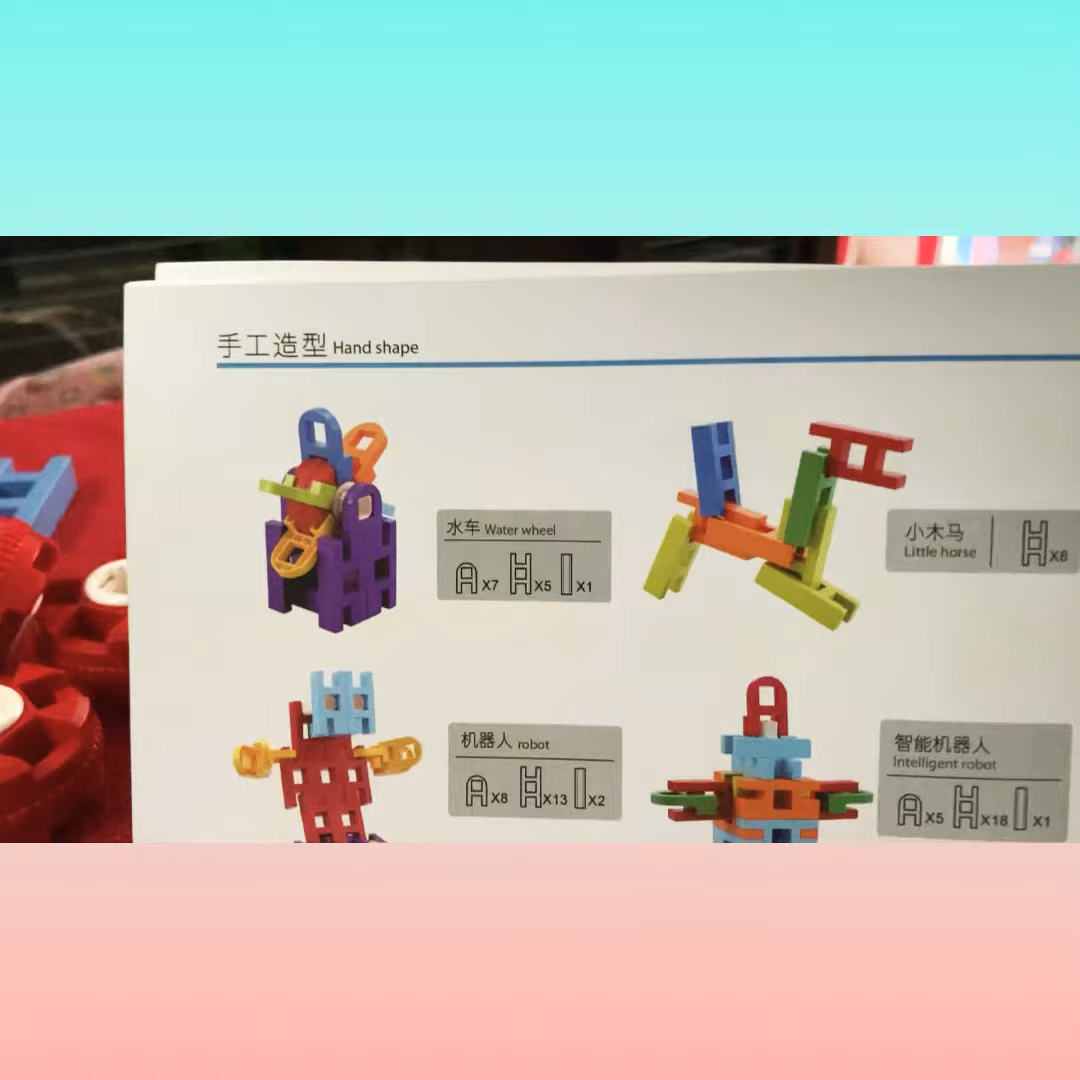 手工造型 Hand shape
水车 Water wheel
X7 X5 X1
小木马
Little horse
X8
机器人 robot
X8 X13 X2
智能机器人
Intelligent robot
X5 X18 X1